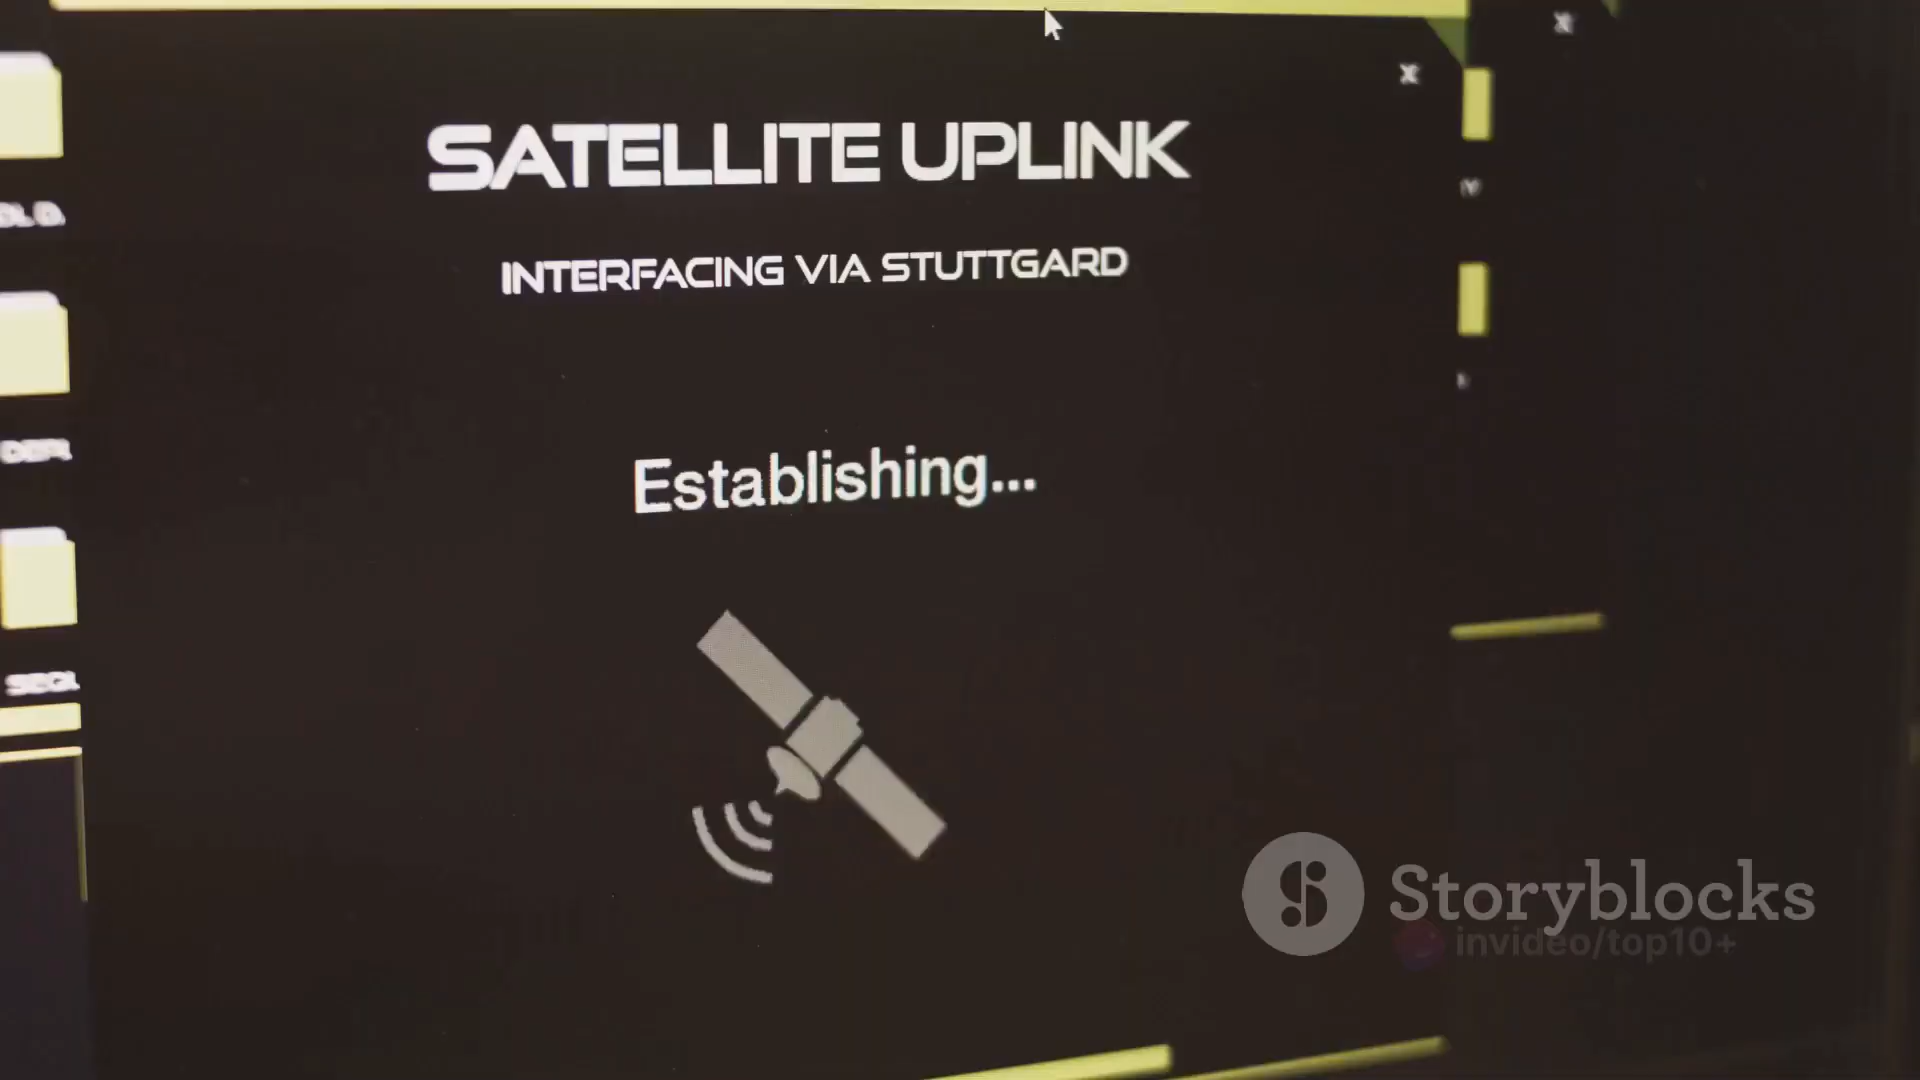 SATELLITE UPLINK
INTERFACING VIA STUTTGARD
Establishing...
Storyblocks
invideo/top10+